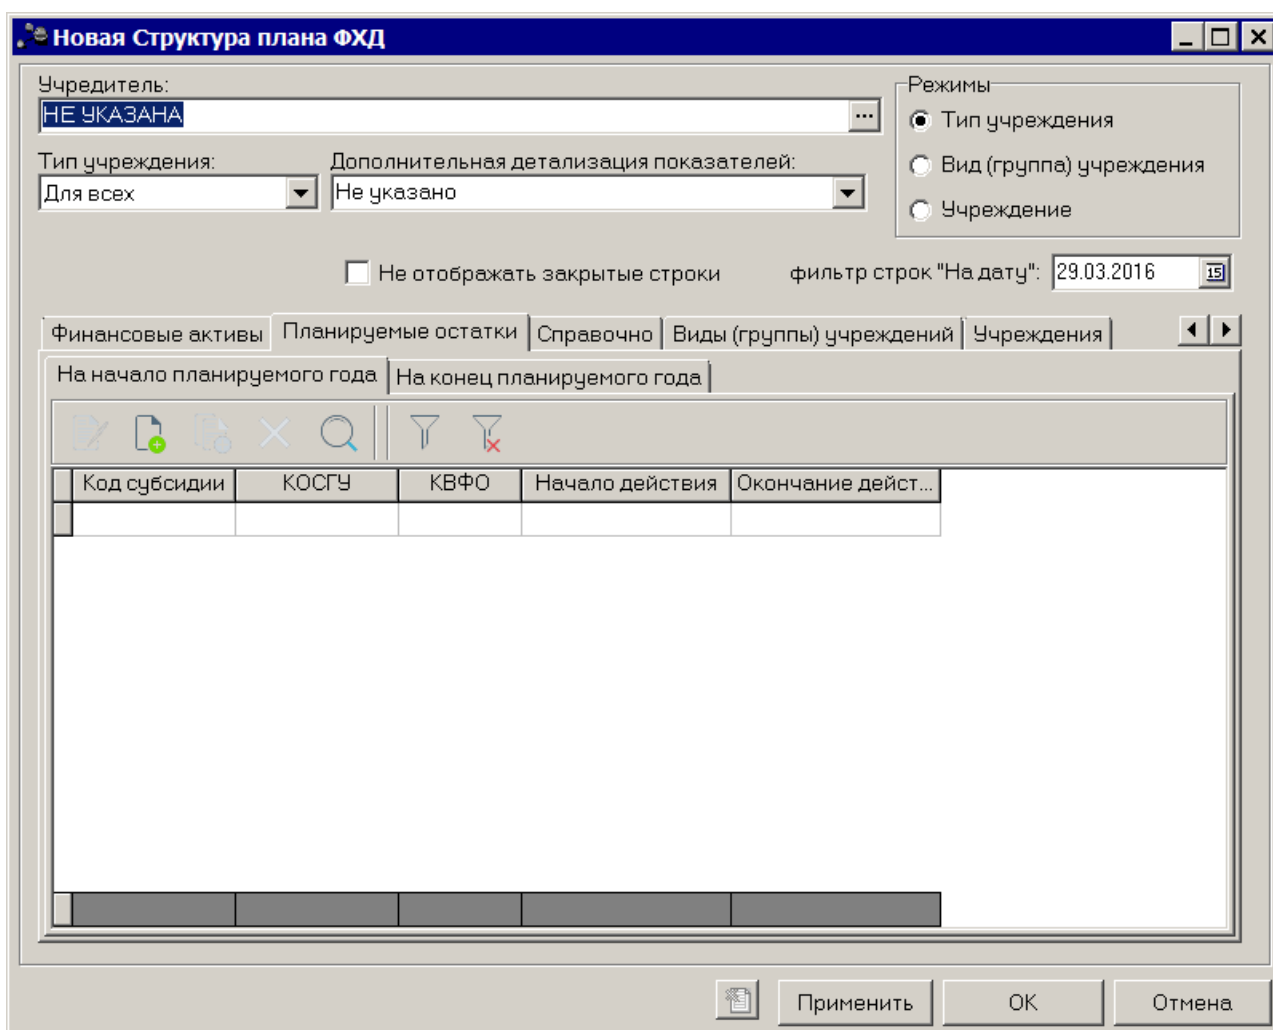 Новая Структура плана ФХД
Учредитель:
НЕ УКАЗАНА
...
Режимы
Тип учреждения
Вид (группа) учреждения
Учреждение
Тип учреждения: Дополнительная детализация показателей:
Для всех Не указано
Не отображать закрытые строки фильтр строк "На дату": 29.03.2016 15
Финансовые активы Планируемые остатки Справочно Виды (группы) учреждений Учреждения
На начало планируемого года На конец планируемого года
Код субсидии КОСГУ КВФО Начало действия Окончание дейст...
Применить ОК Отмена